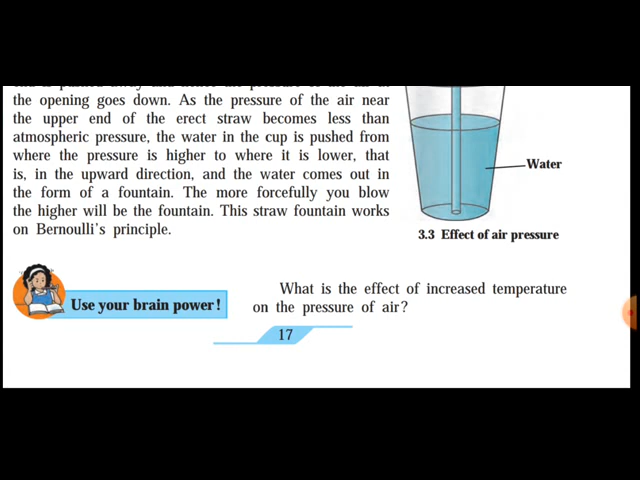 the opening goes down. As the pressure of the air near
the upper end of the erect straw becomes less than
atmospheric pressure, the water in the cup is pushed from
where the pressure is higher to where it is lower, that
is, in the upward direction, and the water comes out in
the form of a fountain. The more forcefully you blow
the higher will be the fountain. This straw fountain works
on Bernoulli's principle.
Water
3.3 Effect of air pressure
Use your brain power!
What is the effect of increased temperature
on the pressure of air?
17